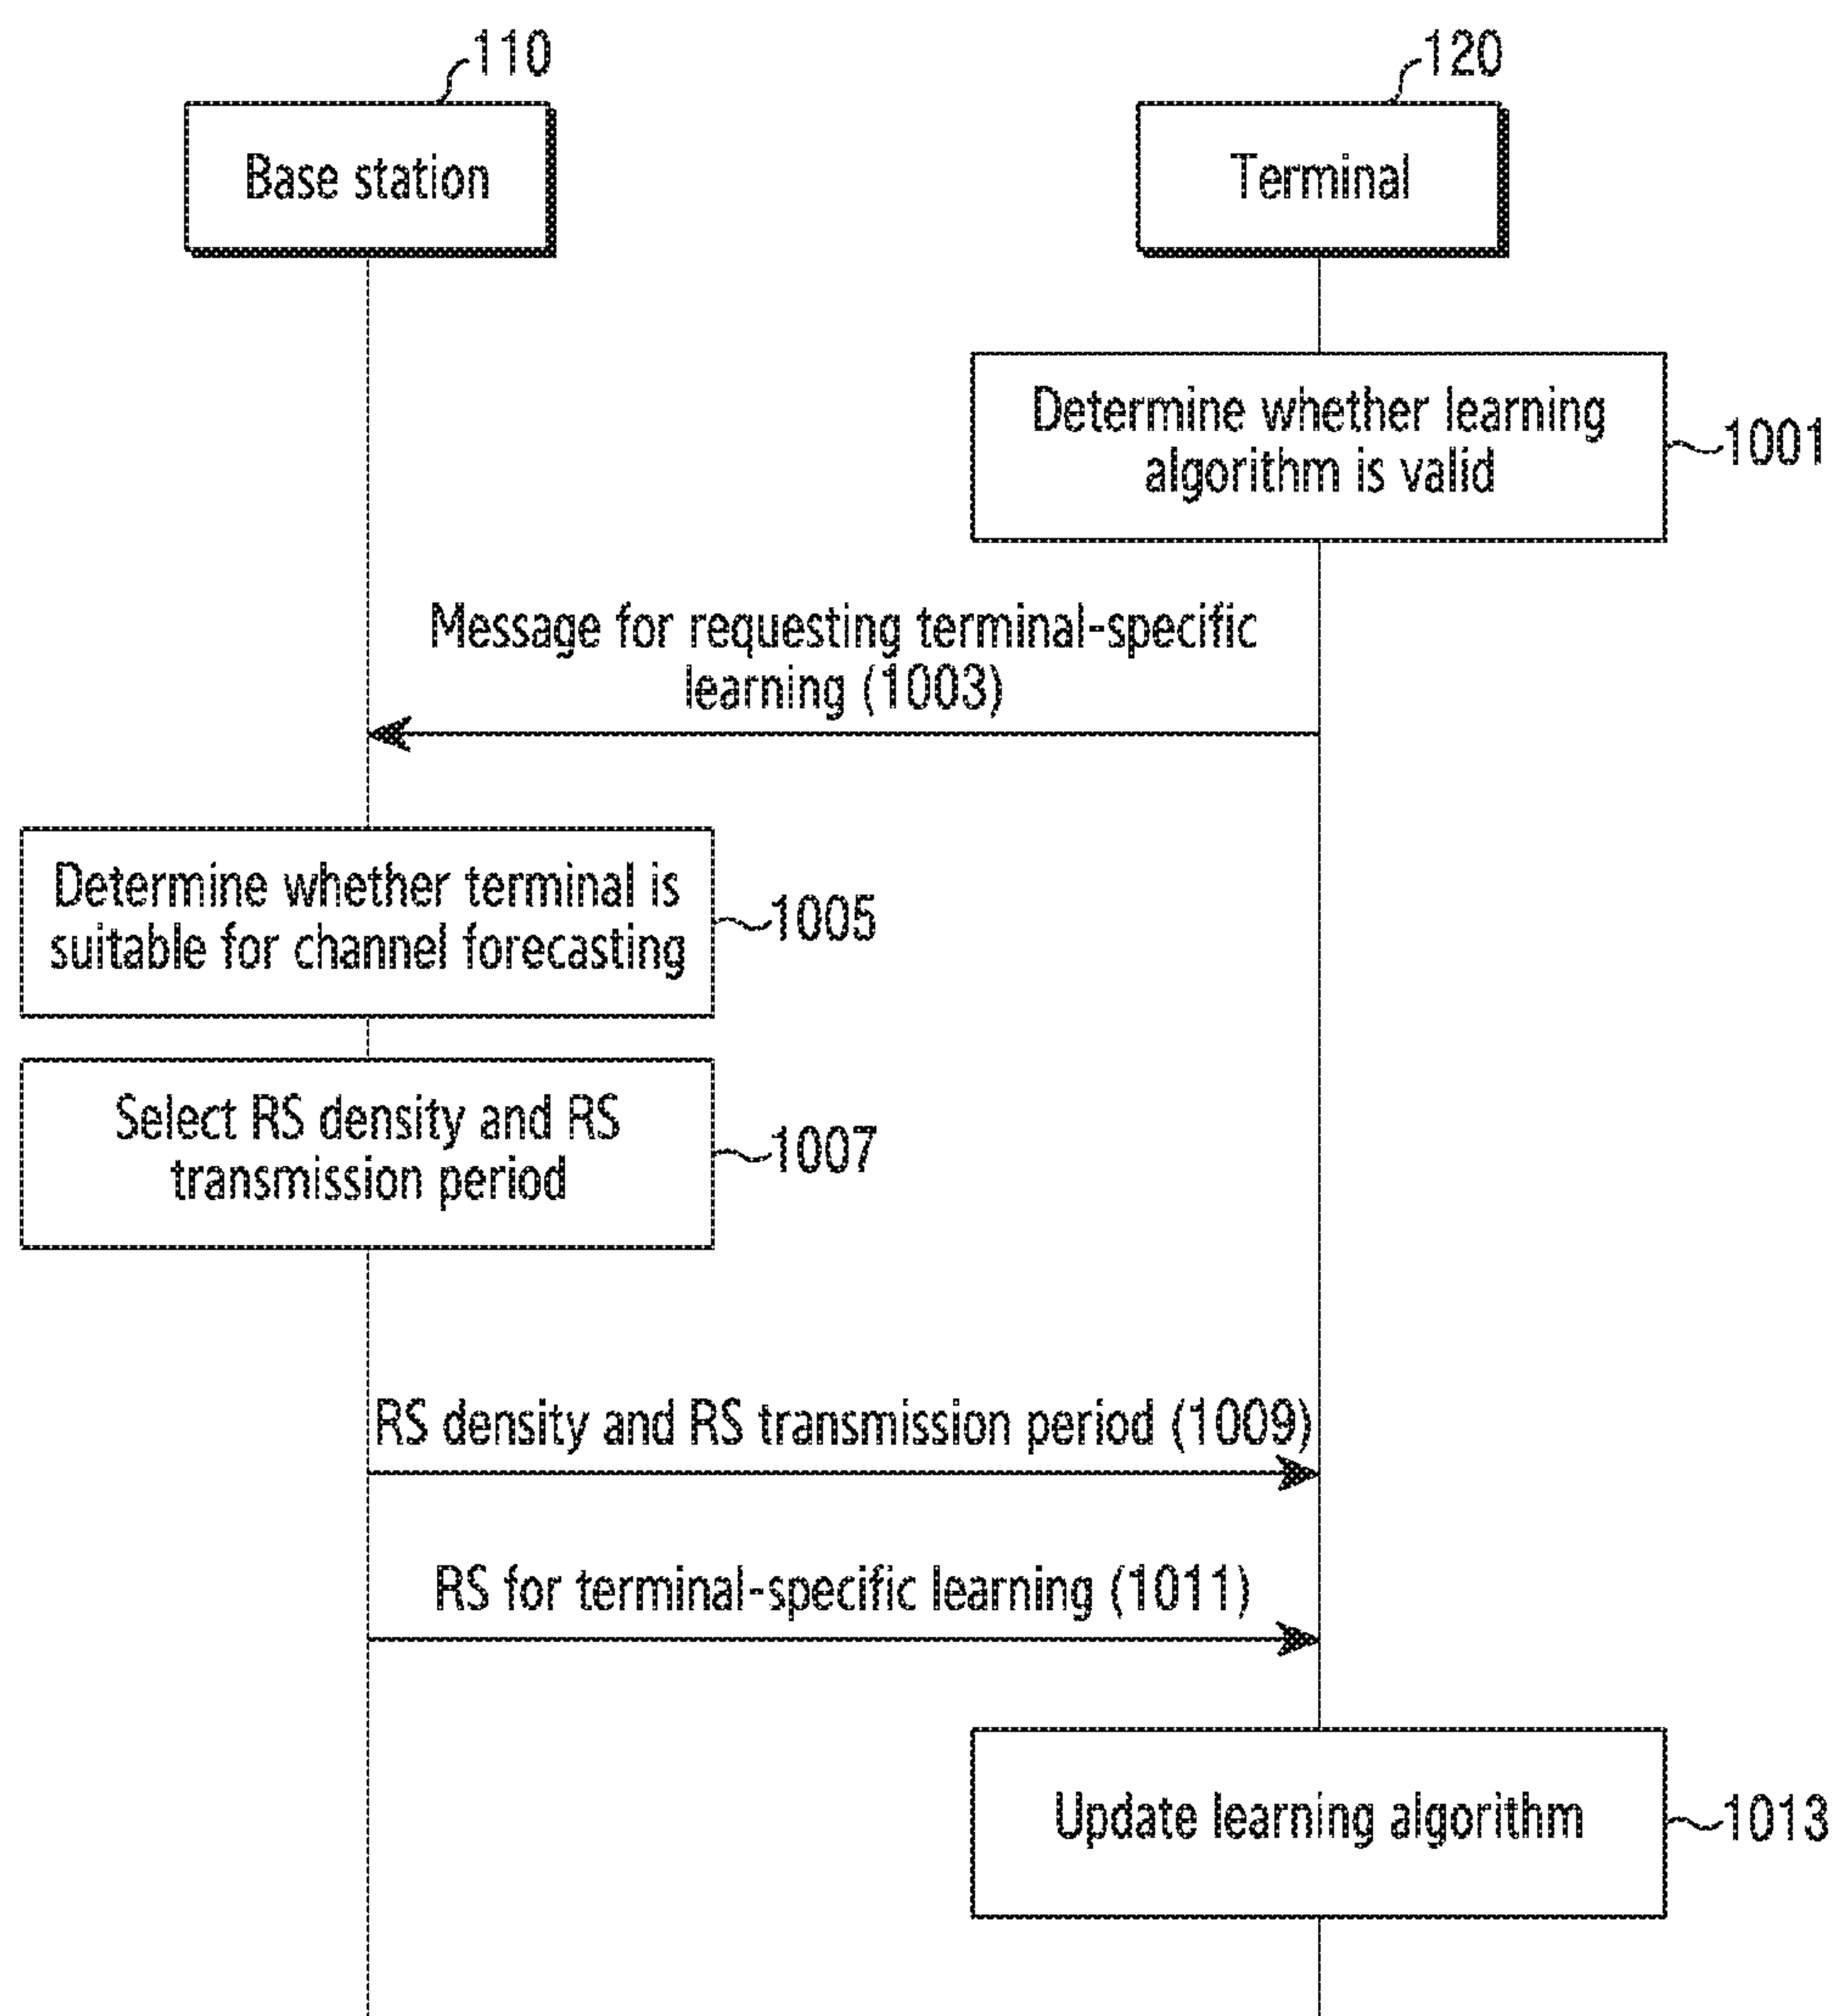 110
120
Base station
Terminal
Determine whether learning
algorithm is valid
1001
Message for requesting terminal-specific
learning (1003)
Determine whether terminal is
suitable for channel forecasting
1005
Select RS density and RS
transmission period
1007
RS density and RS transmission period (1009)
RS for terminal-specific learning (1011)
Update learning algorithm
1013